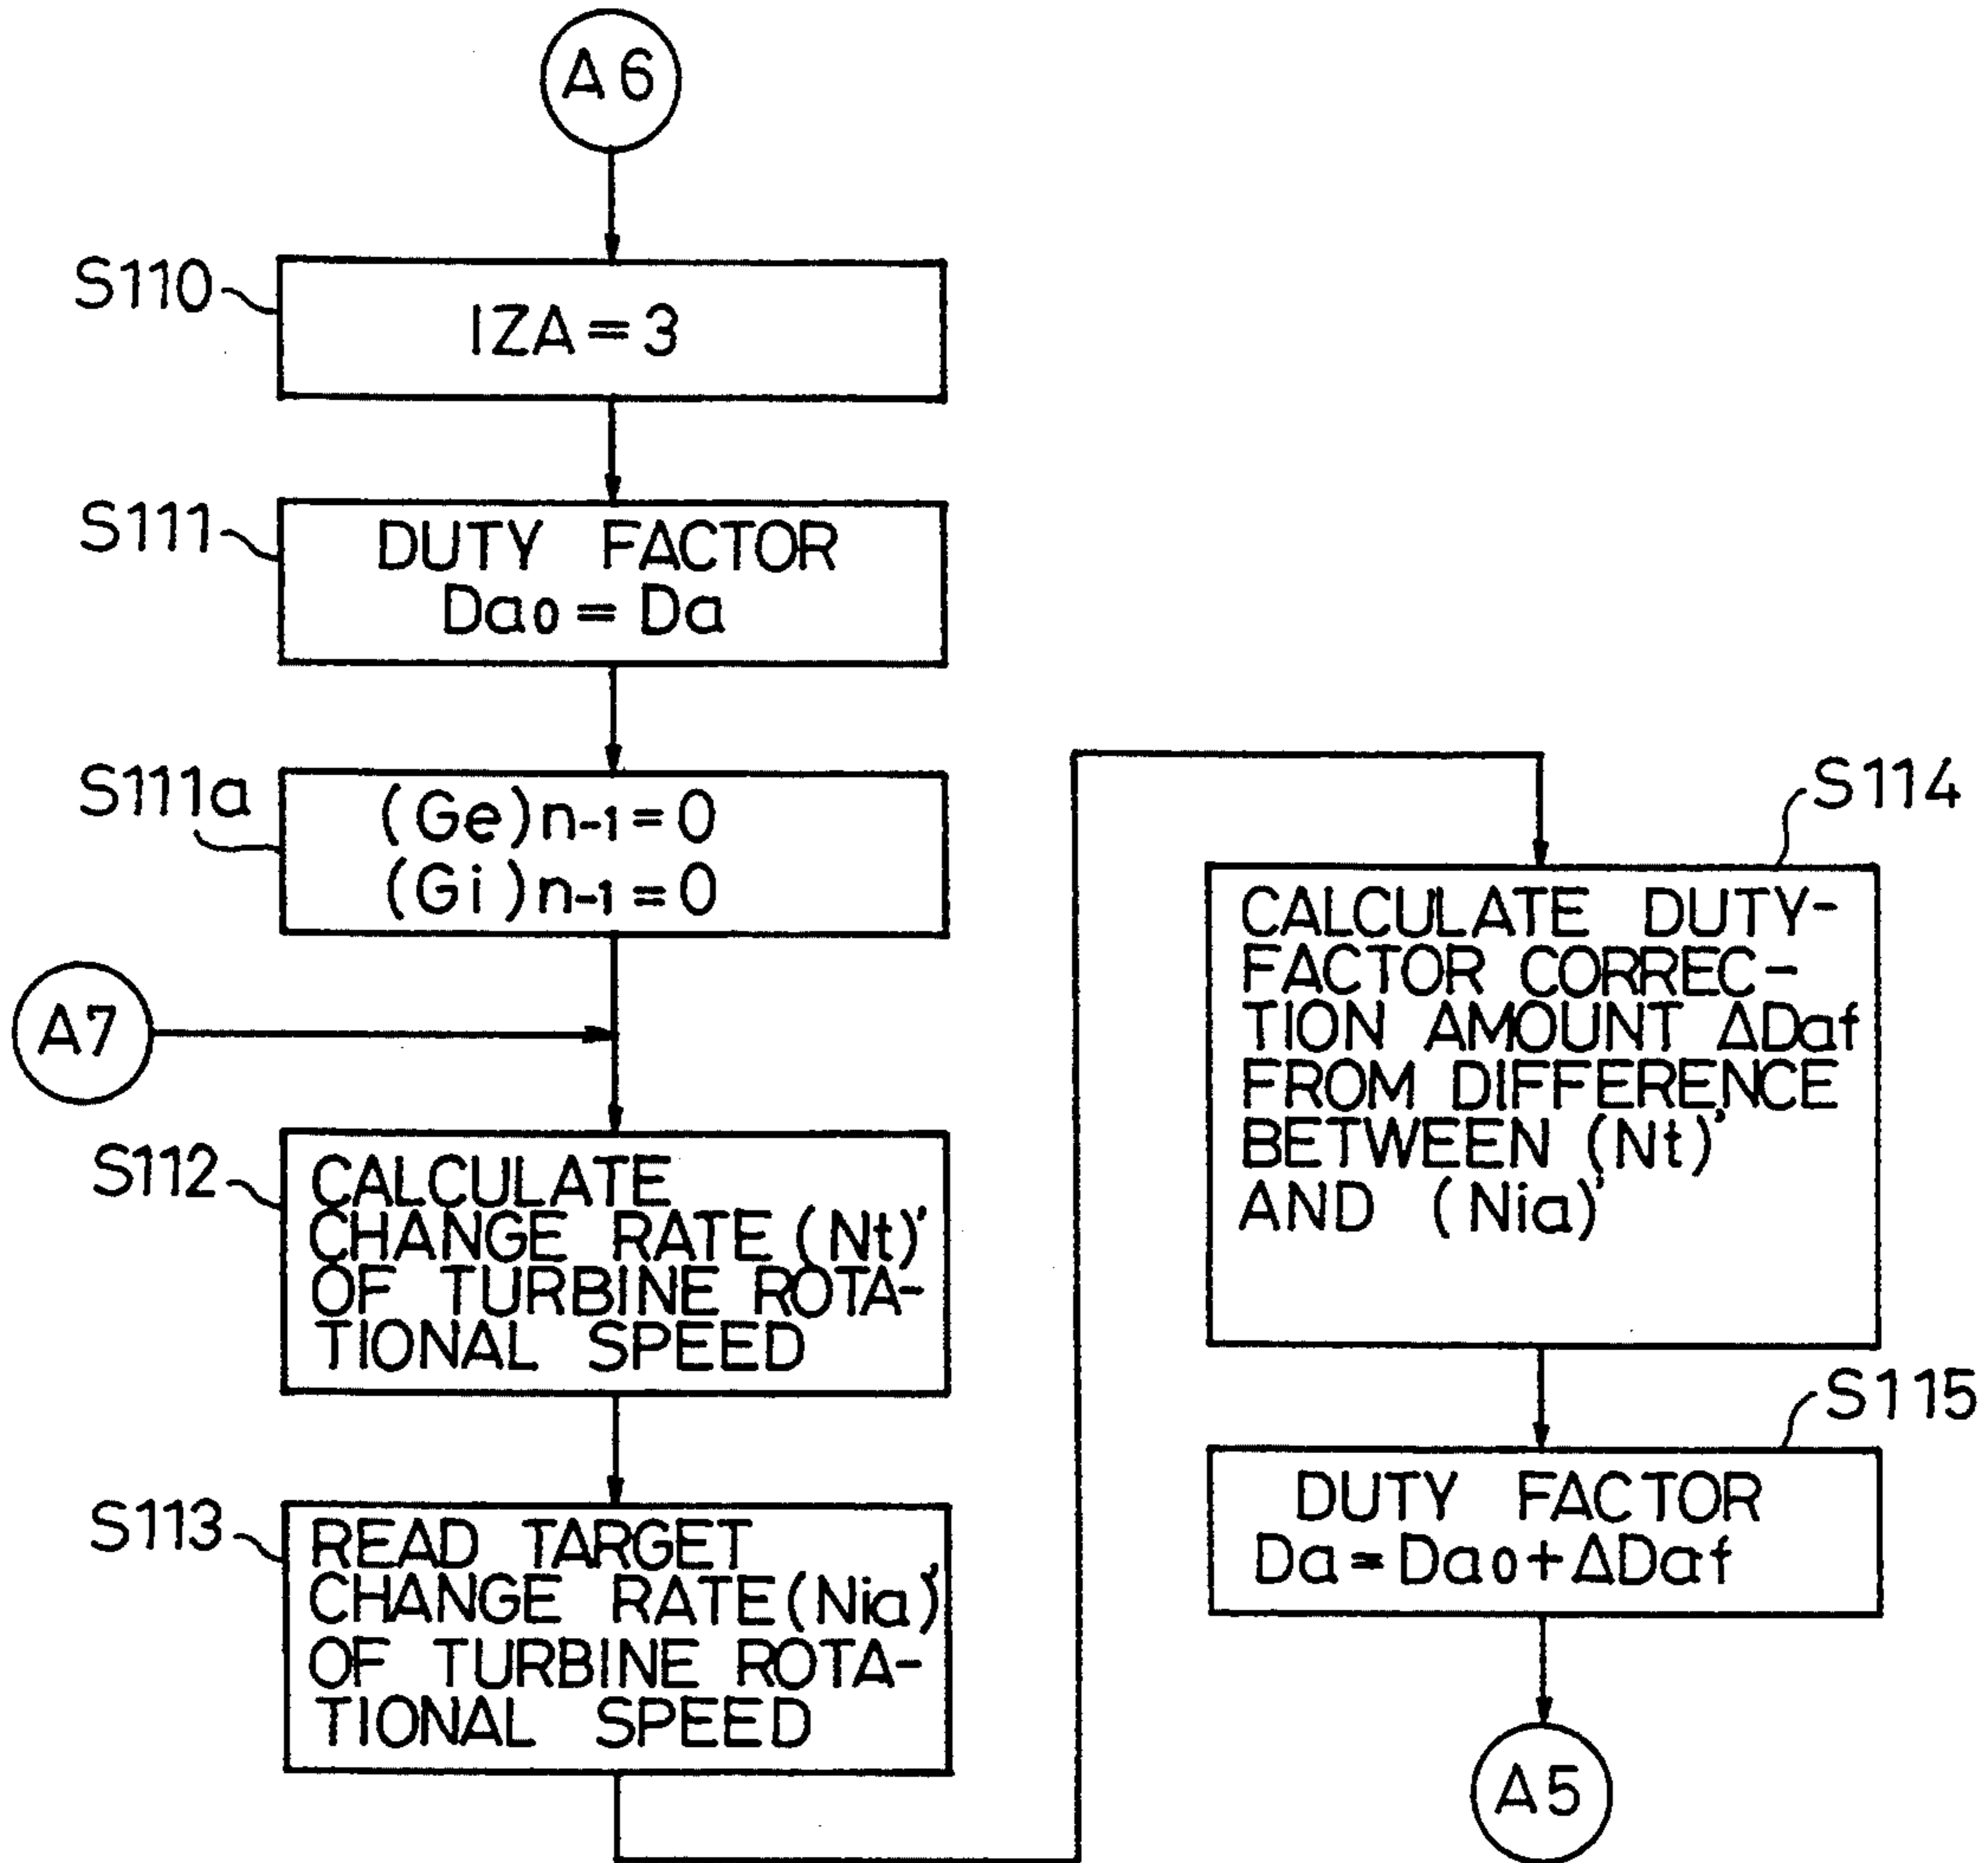 A6
S110
IZA=3
S111
DUTY FACTOR
Da0=Da
S111a
(Ge)n-1=0
(Gi)n-1=0
A7
S112
CALCULATE
CHANGE RATE (Nt)'
OF TURBINE ROTA-
TIONAL SPEED
S113
READ TARGET
CHANGE RATE (Nia)'
OF TURBINE ROTA-
TIONAL SPEED
S114
CALCULATE DUTY-
FACTOR CORREC-
TION AMOUNT ΔDaf
FROM DIFFERENCE
BETWEEN (Nt)'
AND (Nia)'
S115
DUTY FACTOR
Da=Da0+ΔDaf
A5